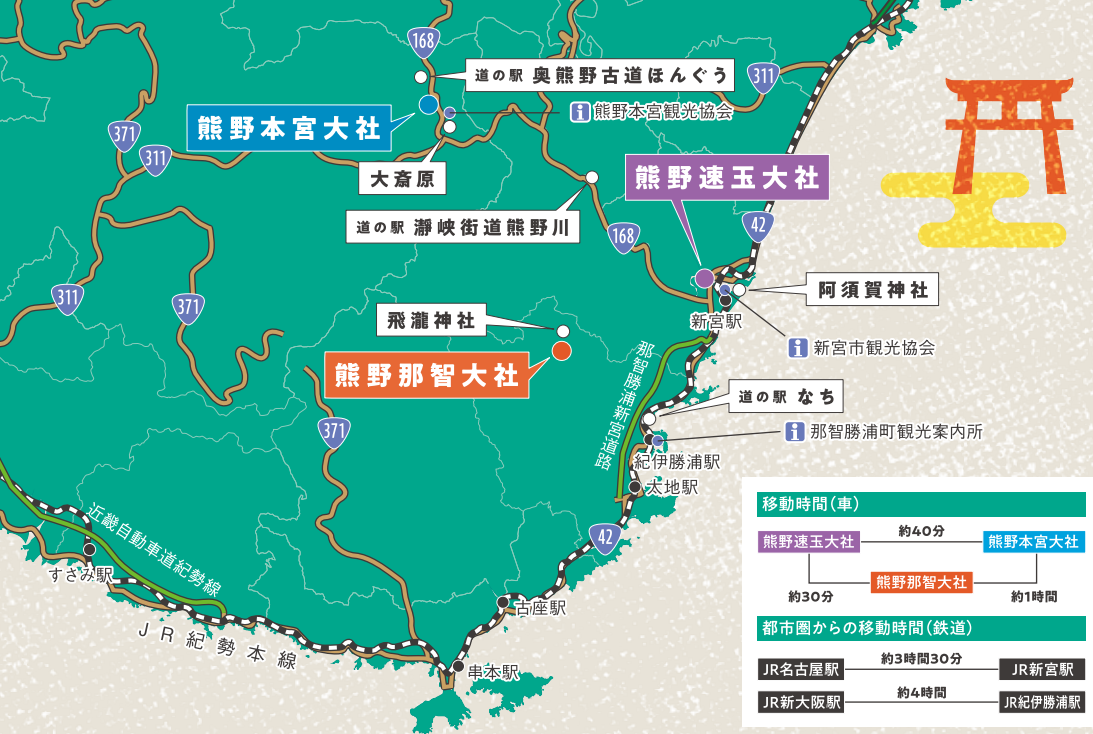 168
道の駅 奥熊野古道ほんぐう
311
熊野本宮観光協会
熊野本宮大社
371
311
大斎原
熊野速玉大社
道の駅 瀞峡街道熊野川
168
42
311
371
阿須賀神社
飛瀧神社
新宮駅
新宮市観光協会
熊野那智大社
那智勝浦新宮道路
道の駅 なち
371
那智勝浦町観光案内所
紀伊勝浦駅
太地駅
近畿自動車道紀勢線
42
すさみ駅
古座駅
JR紀勢本線
串本駅
移動時間(車)
熊野速玉大社
約40分
熊野本宮大社
熊野那智大社
約30分
約1時間
都市圏からの移動時間(鉄道)
JR名古屋駅
約3時間30分
JR新宮駅
JR新大阪駅
約4時間
JR紀伊勝浦駅